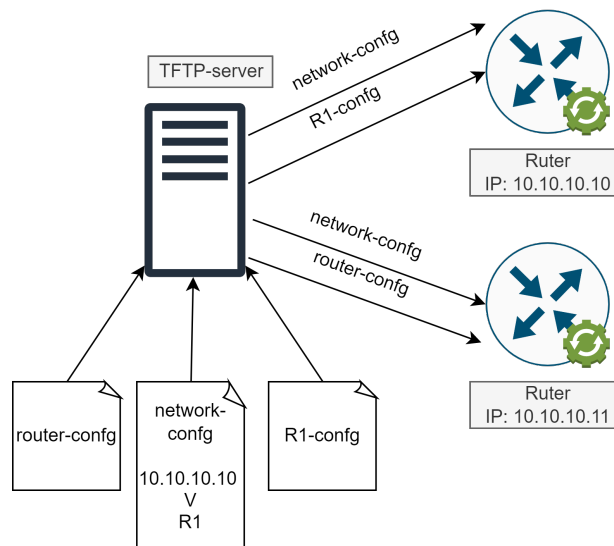 TFTP-server
network-confg
R1-confg
Ruter
IP: 10.10.10.10
network-confg
router-confg
Ruter
IP: 10.10.10.11
router-confg
network-
confg
10.10.10.10
V
R1
R1-confg